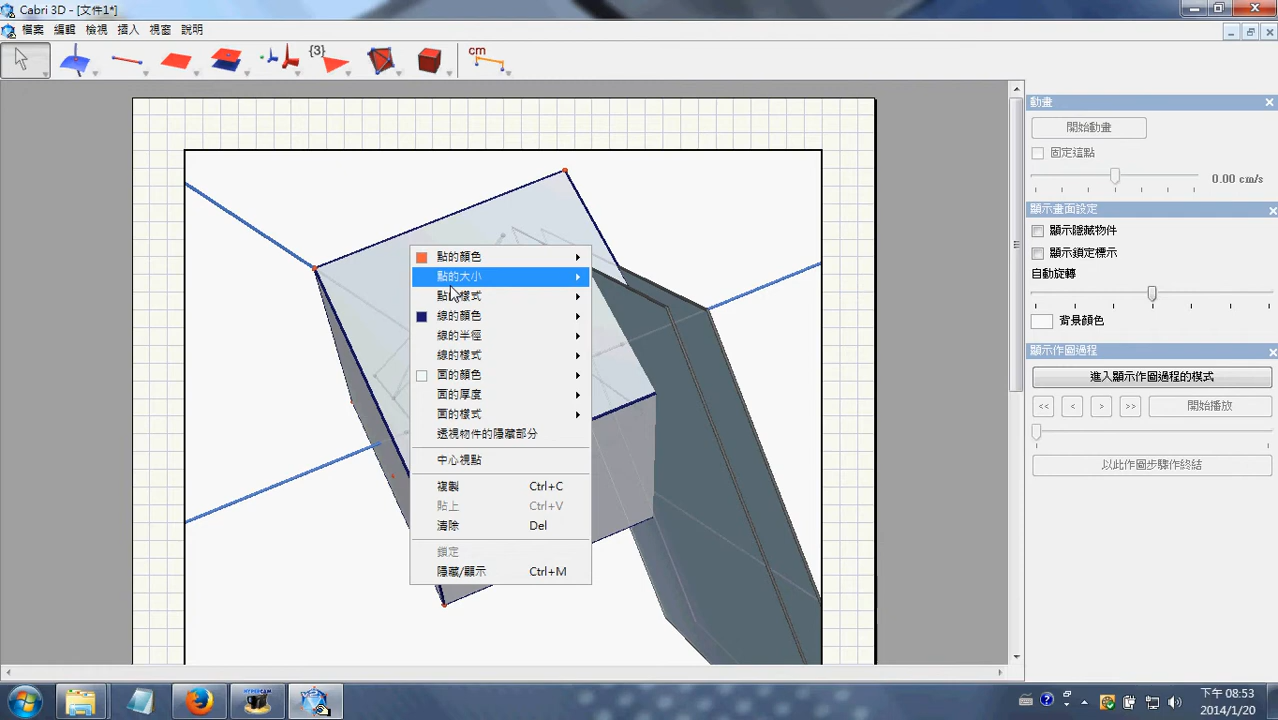 Cabri 3D - [文件1*]
檔案 編輯 檢視 插入 視窗 說明
{3}
cm
動畫
開始動畫
固定這點
0.00 cm/s
顯示畫面設定
顯示隱藏物件
顯示鎖定標示
自動旋轉
背景顏色
顯示作圖過程
進入顯示作圖過程的模式
<< < > >> 開始播放
以此作圖步驟作終結
點的顏色
點的大小
點的樣式
線的顏色
線的半徑
線的樣式
面的顏色
面的厚度
面的樣式
透視物件的隱藏部分
中心視點
複製 Ctrl+C
貼上 Ctrl+V
清除 Del
鎖定
隱藏/顯示 Ctrl+M
HYPERCAM
下午 08:53
2014/1/20